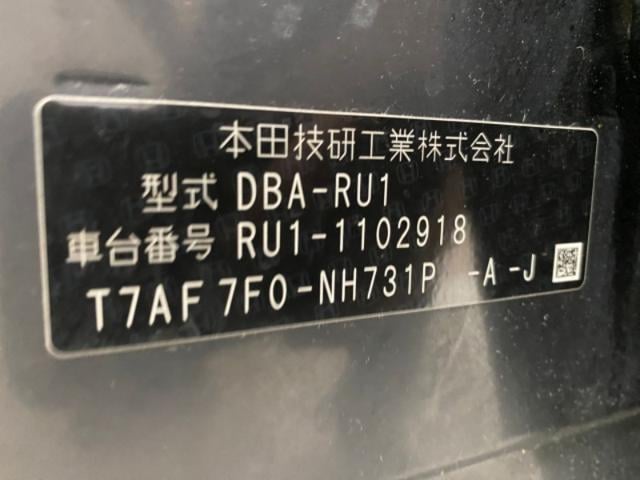 本田技研工業株式会社
型式 DBA-RU1
車台番号 RU1-1102918
T7AF 7F0-NH731P -A -J